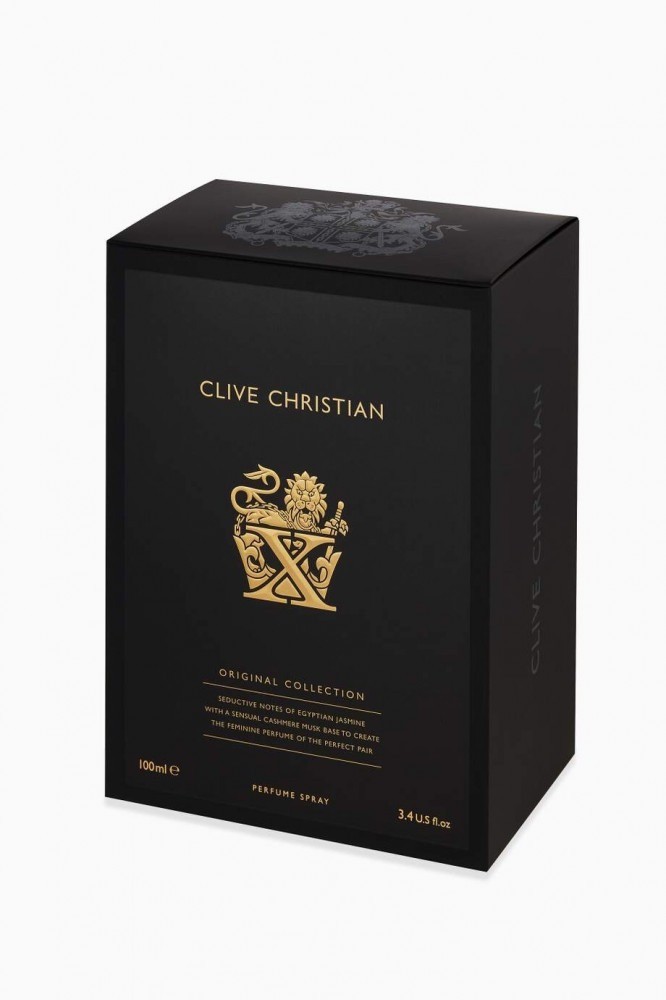 CLIVE CHRISTIAN
X
ORIGINAL COLLECTION
SEDUCTIVE NOTES OF EGYPTIAN JASMINE
WITH A SENSUAL CASHMERE MUSK BASE TO CREATE
THE FEMININE PERFUME OF THE PERFECT PAIR
100ml ℮
PERFUME SPRAY
3.4 U.S fl.oz
CLIVE CHRISTIAN